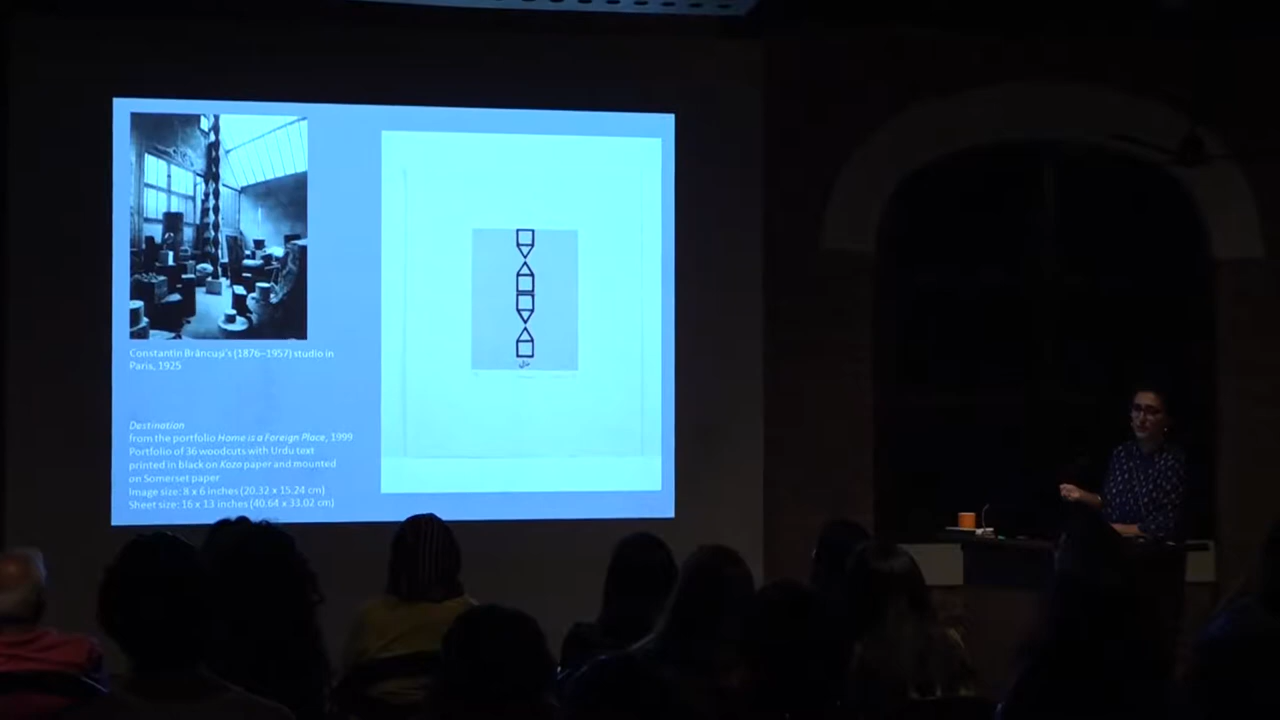 Constantin Brâncuși's (1876–1957) studio in
Paris, 1925
Destination
from the portfolio Home is a Foreign Place, 1999
Portfolio of 36 woodcuts with Urdu text
printed in black on Kozo paper and mounted
on Somerset paper
Image size: 8 x 6 inches (20.32 x 15.24 cm)
Sheet size: 16 x 13 inches (40.64 x 33.02 cm)